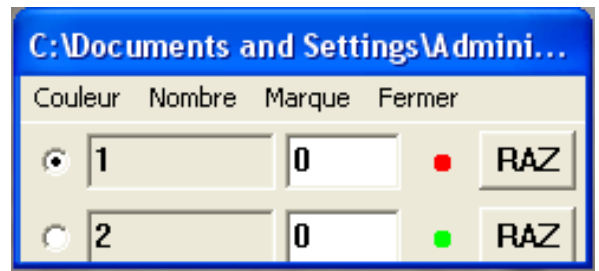 C:\Documents and Settings\Admini...
Couleur Nombre Marque Fermer
1 0 RAZ
2 0 RAZ